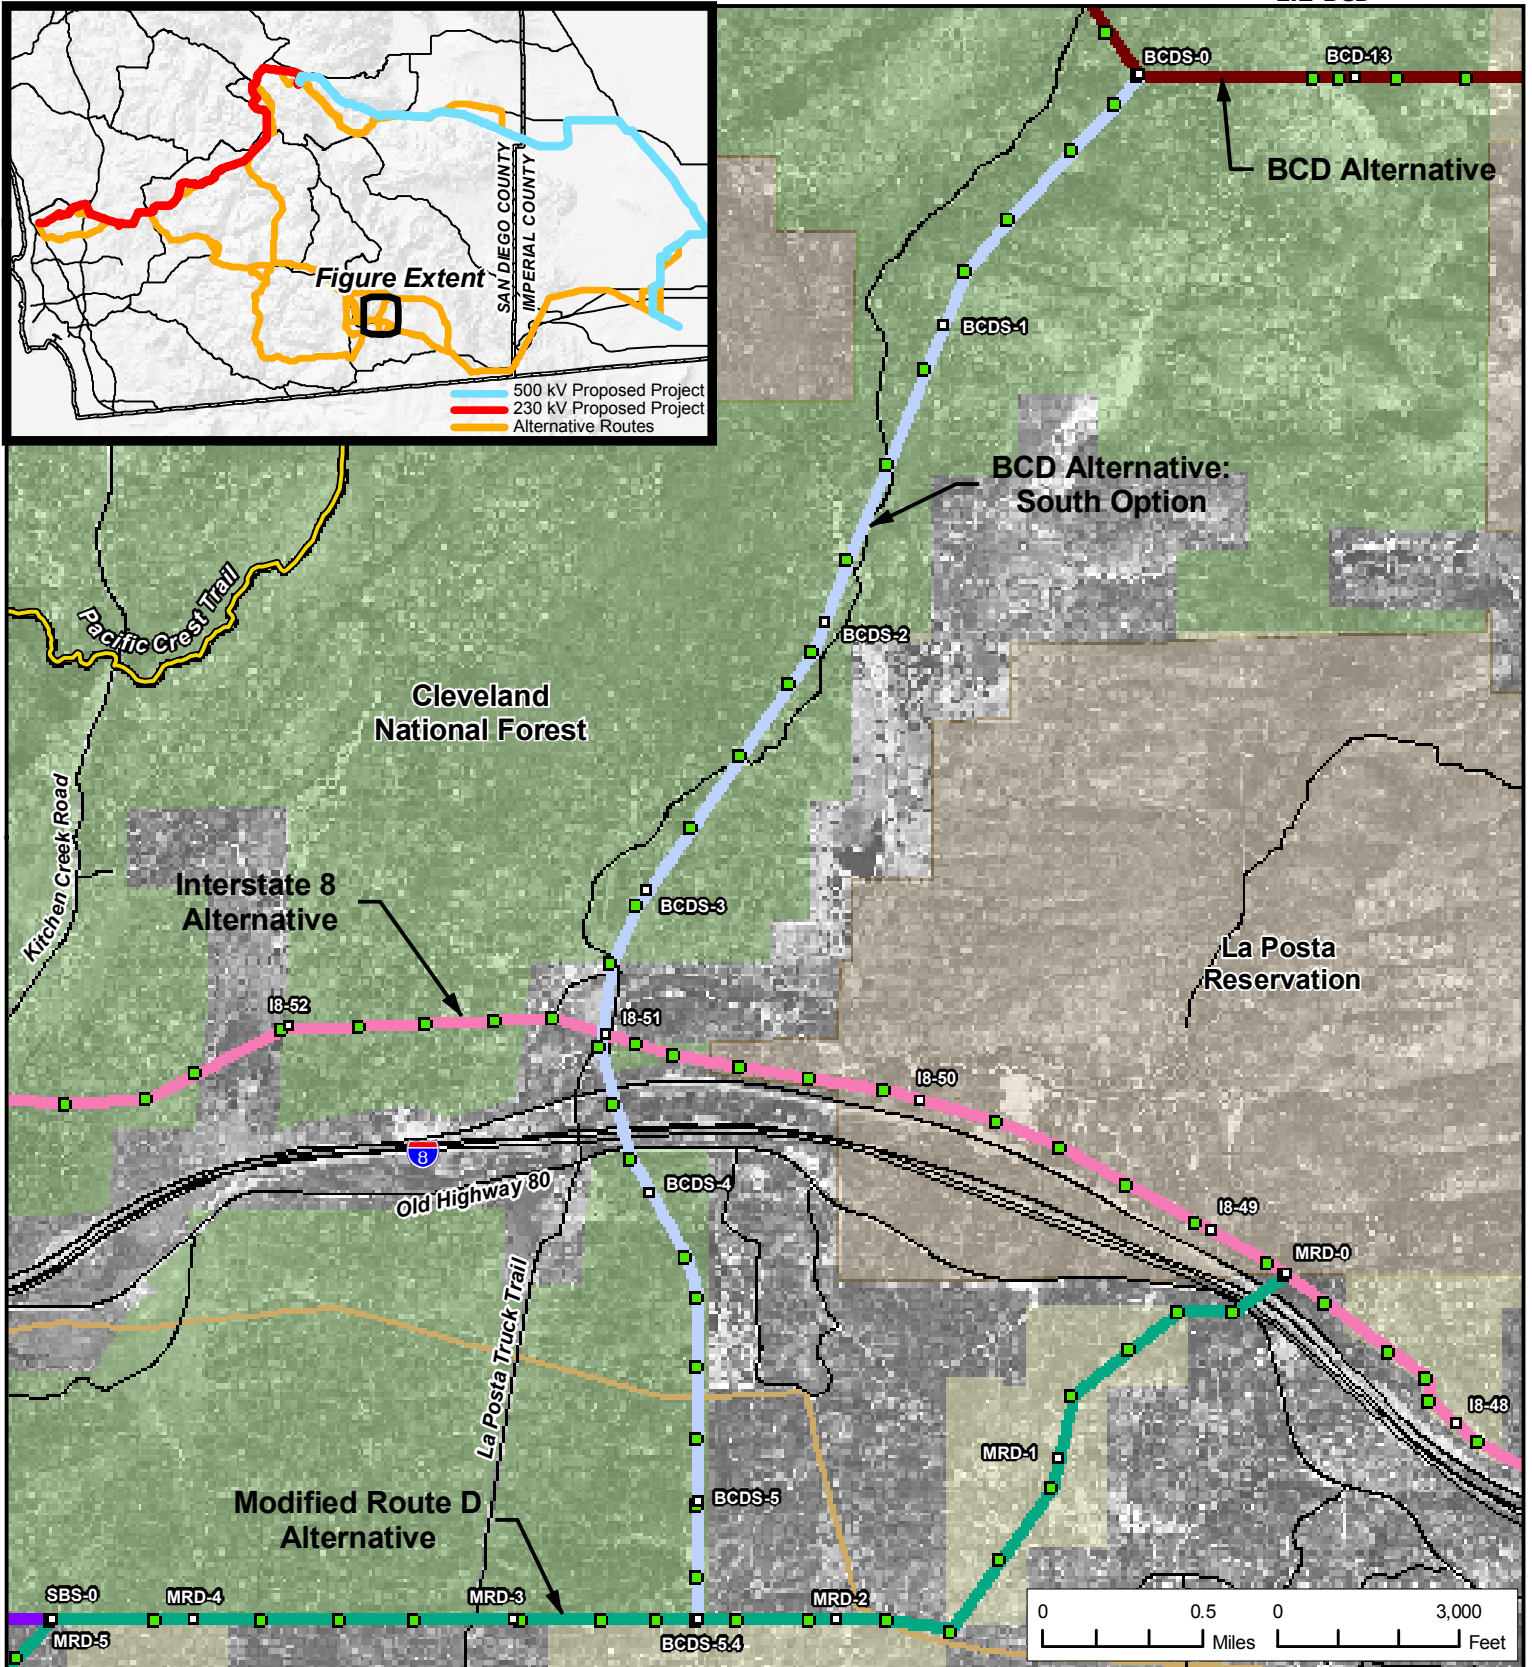 BCDS-0
BCD-13
BCD Alternative
SAN DIEGO COUNTY
IMPERIAL COUNTY
Figure Extent
500 kV Proposed Project
230 kV Proposed Project
Alternative Routes
BCDS-1
BCD Alternative:
South Option
Pacific Crest Trail
BCDS-2
Cleveland
National Forest
Kitchen Creek Road
Interstate 8
Alternative
BCDS-3
La Posta
Reservation
I8-52
I8-51
I8-50
8
Old Highway 80
BCDS-4
I8-49
MRD-0
La Posta Truck Trail
I8-48
MRD-1
BCDS-5
Modified Route D
Alternative
SBS-0
MRD-4
MRD-3
MRD-2
MRD-5
BCDS-5.4
0 0.5 0 3,000
Miles Feet